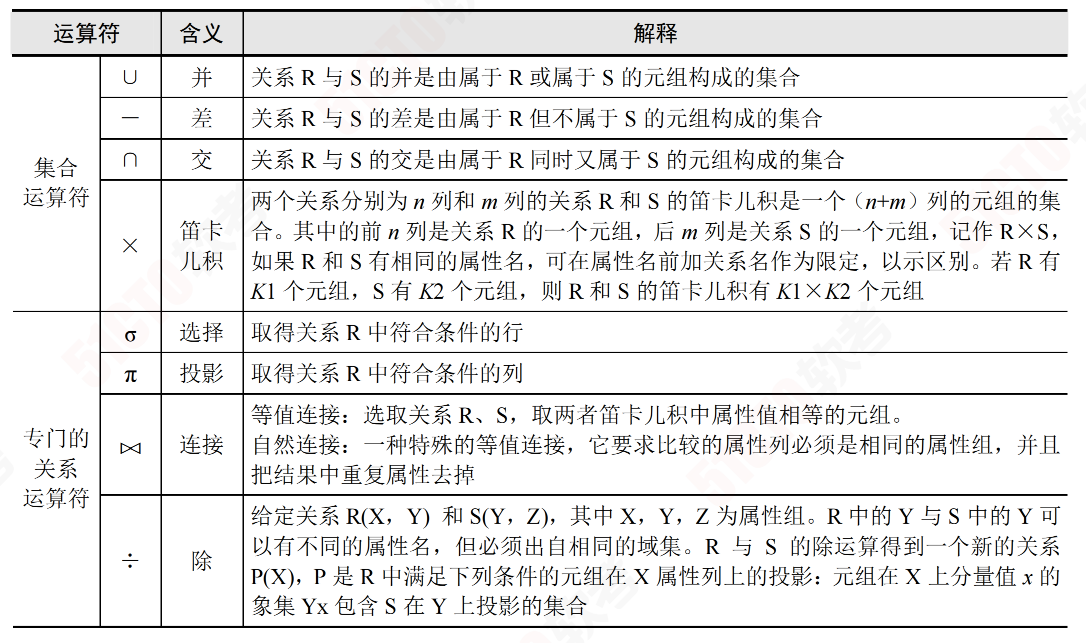 运算符 含义 解释
集合
运算符
∪ 并 关系 R 与 S 的并是由属于 R 或属于 S 的元组构成的集合
－ 差 关系 R 与 S 的差是由属于 R 但不属于 S 的元组构成的集合
∩ 交 关系 R 与 S 的交是由属于 R 同时又属于 S 的元组构成的集合
× 笛卡
儿积
两个关系分别为 n 列和 m 列的关系 R 和 S 的笛卡儿积是一个（n+m）列的元组的集
合。其中的前 n 列是关系 R 的一个元组，后 m 列是关系 S 的一个元组，记作 R×S，
如果 R 和 S 有相同的属性名，可在属性名前加关系名作为限定，以示区别。若 R 有
K1 个元组，S 有 K2 个元组，则 R 和 S 的笛卡儿积有 K1×K2 个元组
专门的
关系
运算符
σ 选择 取得关系 R 中符合条件的行
π 投影 取得关系 R 中符合条件的列
⋈ 连接
等值连接：选取关系 R、S，取两者笛卡儿积中属性值相等的元组。
自然连接：一种特殊的等值连接，它要求比较的属性列必须是相同的属性组，并且
把结果中重复属性去掉
÷ 除
给定关系 R(X，Y) 和 S(Y，Z)，其中 X，Y，Z 为属性组。R 中的 Y 与 S 中的 Y 可
以有不同的属性名，但必须出自相同的域集。R 与 S 的除运算得到一个新的关系
P(X)，P 是 R 中满足下列条件的元组在 X 属性列上的投影：元组在 X 上分量值 x 的
象集 Yx 包含 S 在 Y 上投影的集合
51CTO软考